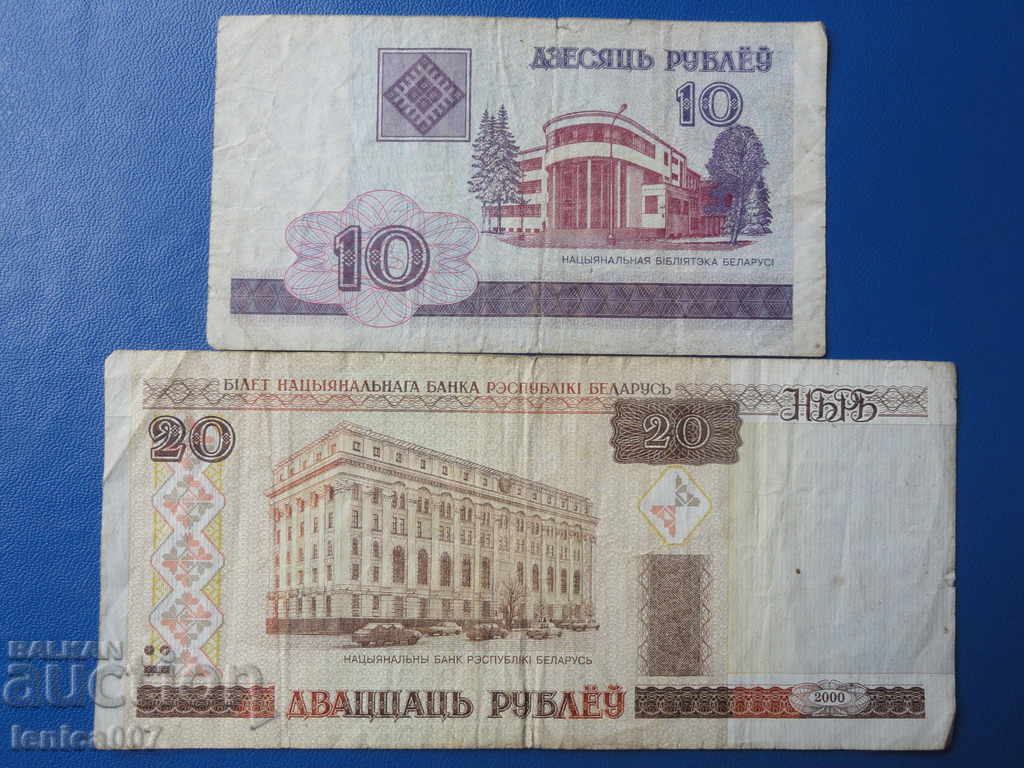 ДЗЕСЯЦЬ РУБЛЁЎ
10
10
НАЦЫЯНАЛЬНАЯ БІБЛІЯТЭКА БЕЛАРУСІ
БІЛЕТ НАЦЫЯНАЛЬНАГА БАНКА РЭСПУБЛІКІ БЕЛАРУСЬ
НБРБ
20
20
НАЦЫЯНАЛЬНЫ БАНК РЭСПУБЛІКІ БЕЛАРУСЬ
ДВАЦЦАЦЬ РУБЛЁЎ
2000
BALKAN
auction
lenica007